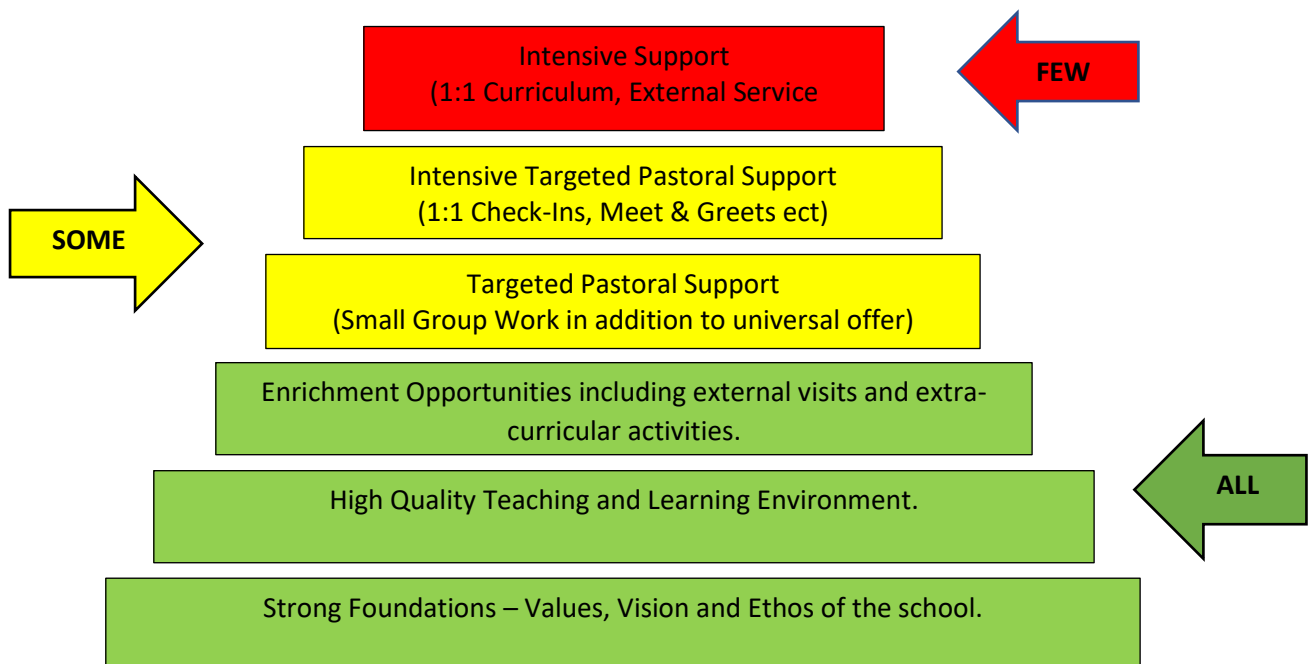 Intensive Support
(1:1 Curriculum, External Service
FEW
Intensive Targeted Pastoral Support
(1:1 Check-Ins, Meet & Greets ect)
SOME
Targeted Pastoral Support
(Small Group Work in addition to universal offer)
Enrichment Opportunities including external visits and extra-
curricular activities.
High Quality Teaching and Learning Environment.
ALL
Strong Foundations – Values, Vision and Ethos of the school.